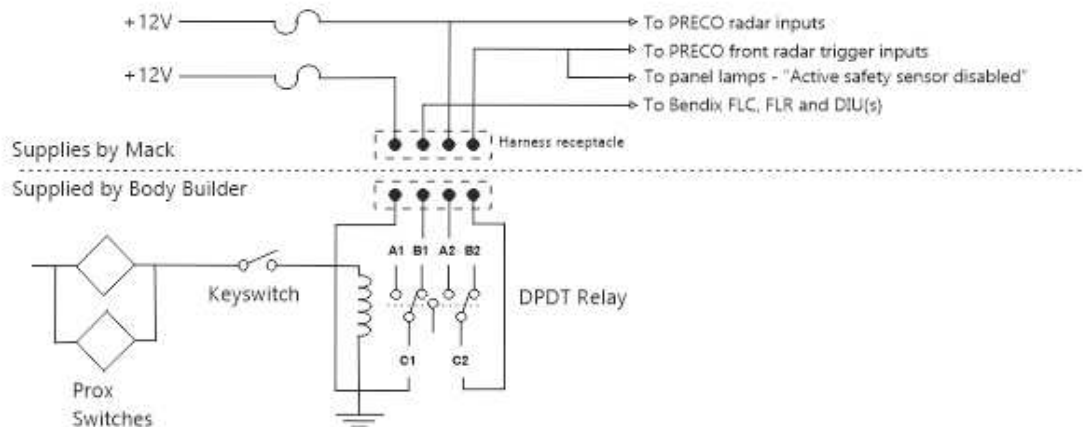 +12V
To PRECO radar inputs
To PRECO front radar trigger inputs
+12V
To panel lamps - "Active safety sensor disabled"
To Bendix FLC, FLR and DIU(s)
Supplies by Mack
Harness receptacle
Supplied by Body Builder
A1 B1 A2 B2
Keyswitch
DPDT Relay
C1 C2
Prox
Switches